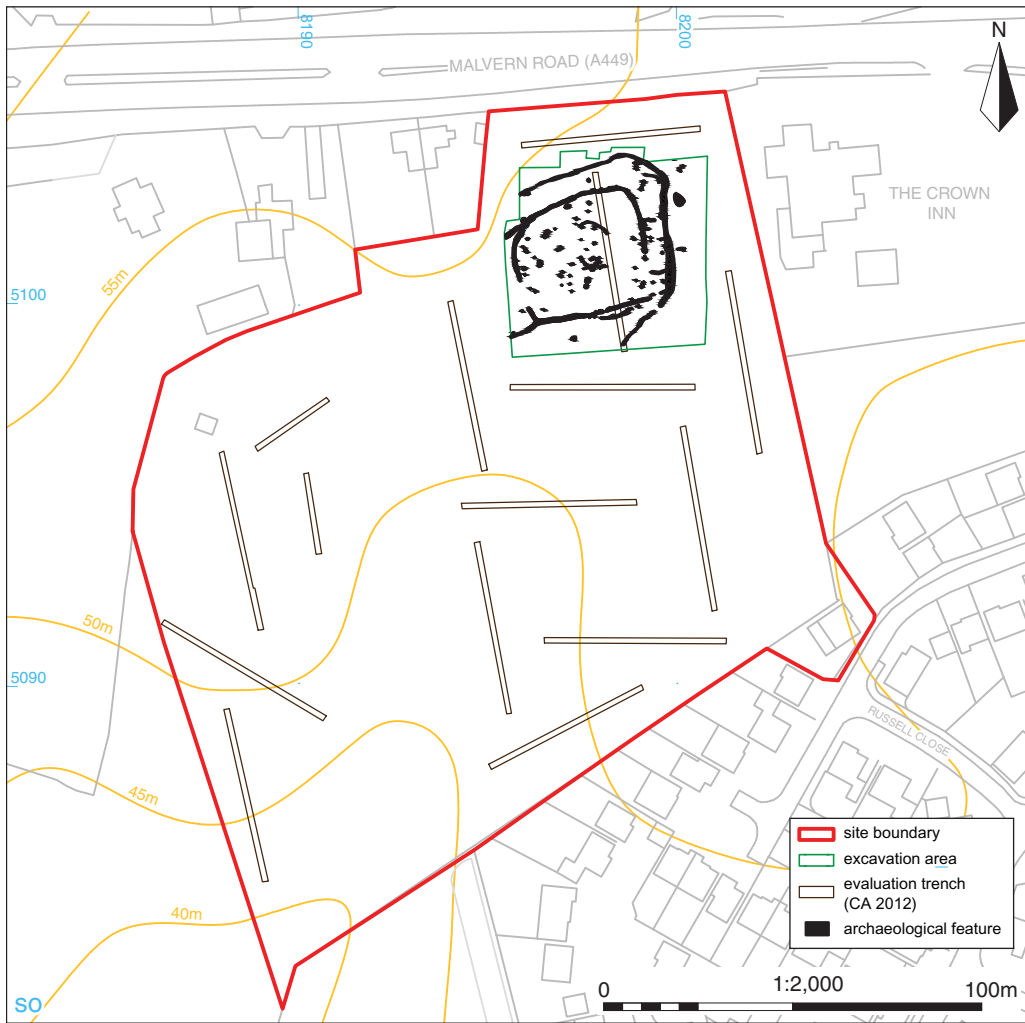 8190
8200
N
MALVERN ROAD (A449)
THE CROWN
INN
55m
5100
50m
5090
RUSSELL CLOSE
45m
40m
site boundary
excavation area
evaluation trench
(CA 2012)
archaeological feature
SO
0
1:2,000
100m